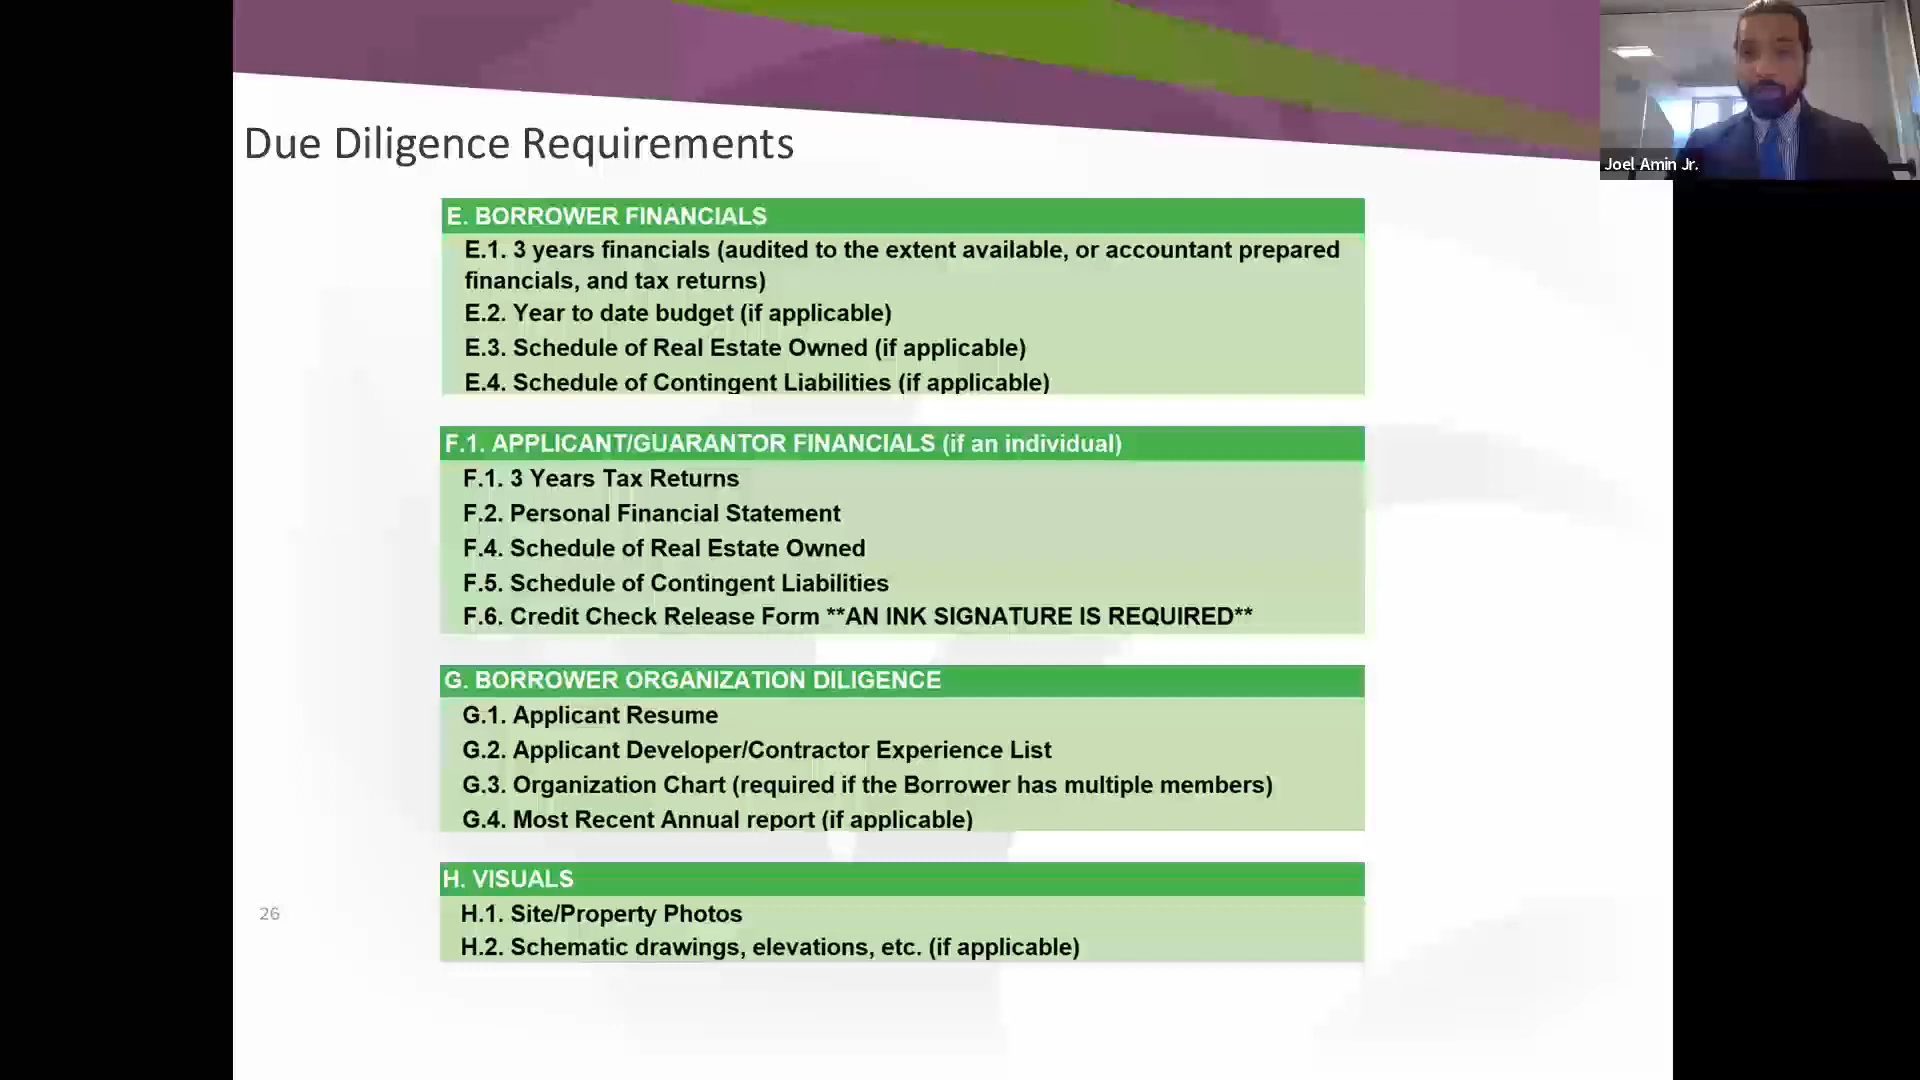 Joel Amin Jr.
Due Diligence Requirements
E. BORROWER FINANCIALS
E.1. 3 years financials (audited to the extent available, or accountant prepared
financials, and tax returns)
E.2. Year to date budget (if applicable)
E.3. Schedule of Real Estate Owned (if applicable)
E.4. Schedule of Contingent Liabilities (if applicable)
F.1. APPLICANT/GUARANTOR FINANCIALS (if an individual)
F.1. 3 Years Tax Returns
F.2. Personal Financial Statement
F.4. Schedule of Real Estate Owned
F.5. Schedule of Contingent Liabilities
F.6. Credit Check Release Form **AN INK SIGNATURE IS REQUIRED**
G. BORROWER ORGANIZATION DILIGENCE
G.1. Applicant Resume
G.2. Applicant Developer/Contractor Experience List
G.3. Organization Chart (required if the Borrower has multiple members)
G.4. Most Recent Annual report (if applicable)
H. VISUALS
H.1. Site/Property Photos
H.2. Schematic drawings, elevations, etc. (if applicable)
26